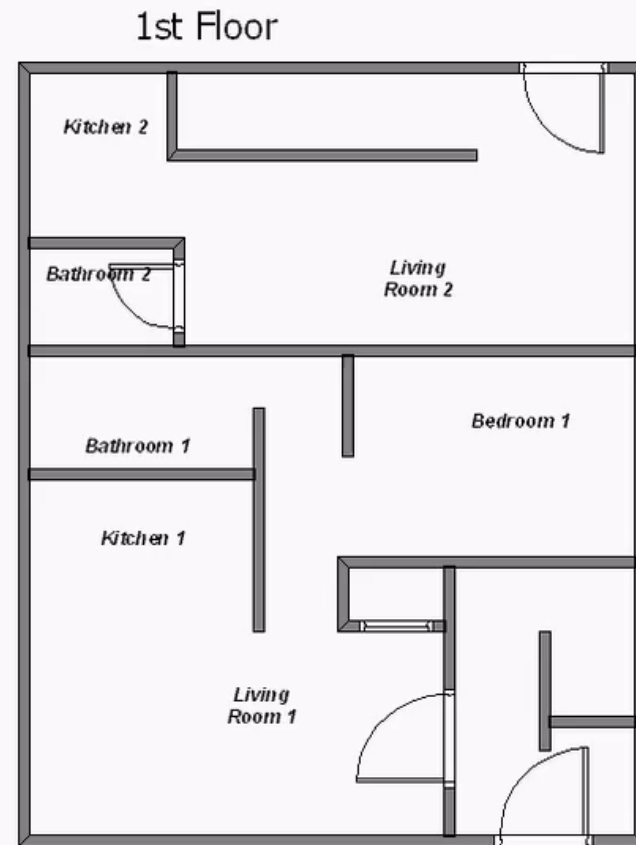 1st Floor
Kitchen 2
Bathroom 2
Living
Room 2
Bedroom 1
Bathroom 1
Kitchen 1
Living
Room 1